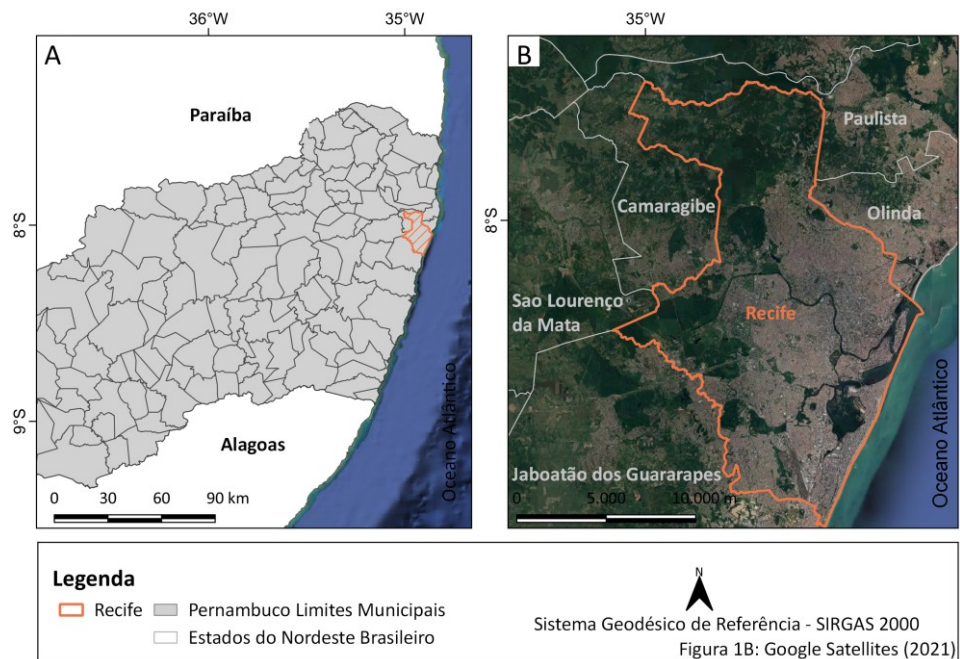 36°W
35°W
35°W
A
B
Paraíba
Paulista
8°S
8°S
Camaragibe
Olinda
Sao Lourenço
da Mata
Recife
9°S
Alagoas
Oceano Atlântico
Oceano Atlântico
Jaboatão dos Guararapes
0 30 60 90 km
0 5.000 10.000 m
Legenda
Recife
Pernambuco Limites Municipais
Estados do Nordeste Brasileiro
N
Sistema Geodésico de Referência - SIRGAS 2000
Figura 1B: Google Satellites (2021)